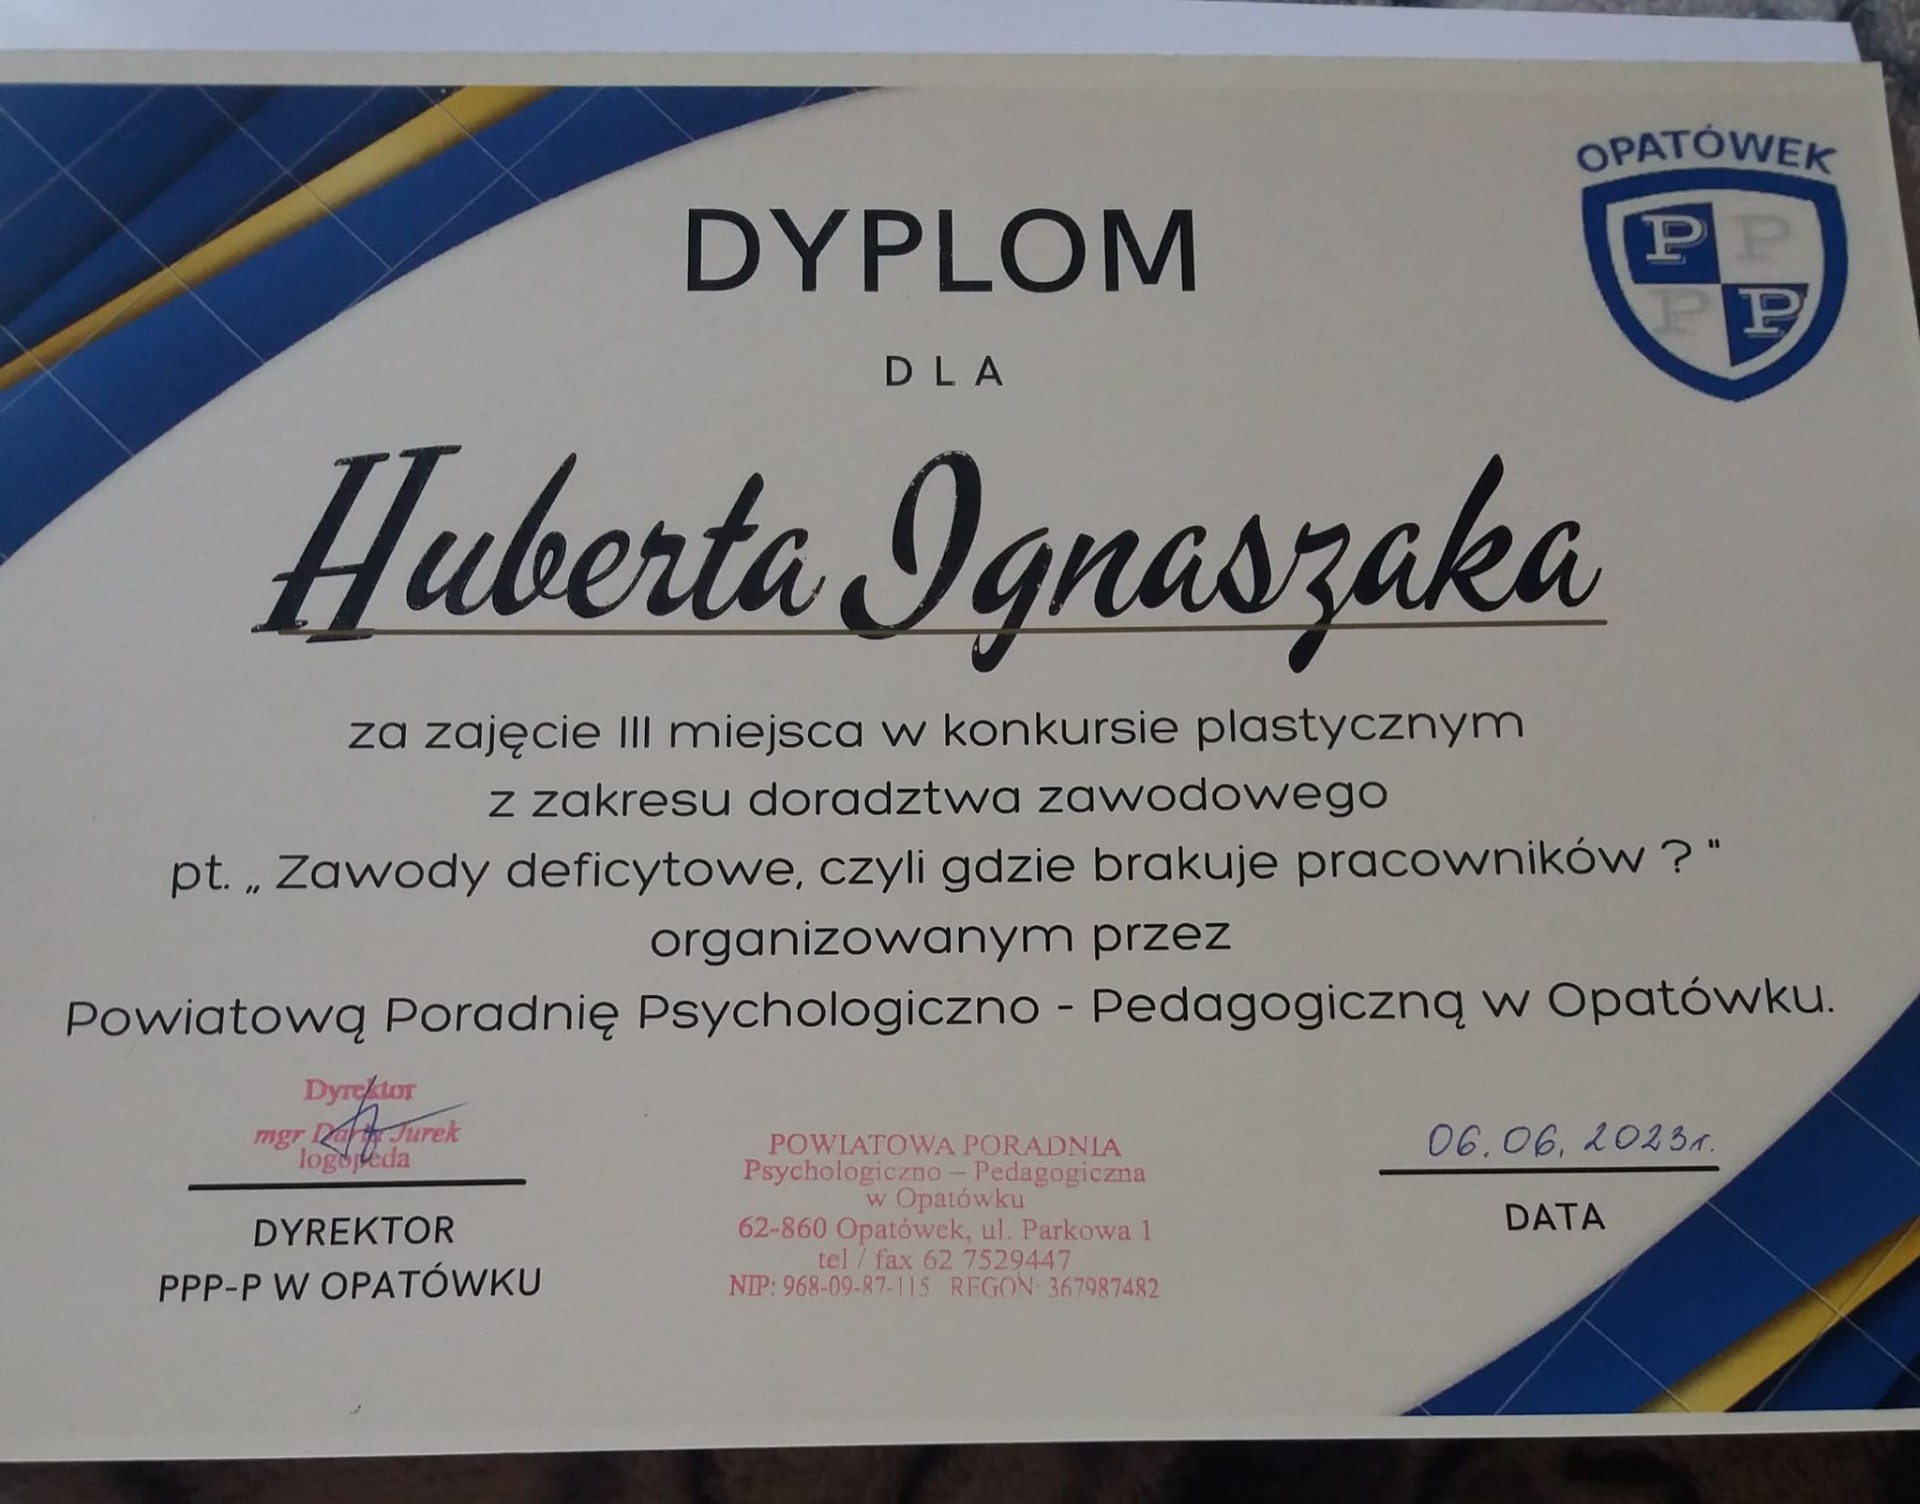 OPATÓWEK
P P
P P
DYPLOM
DLA
Huberta Ignaszaka
za zajęcie III miejsca w konkursie plastycznym
z zakresu doradztwa zawodowego
pt. „ Zawody deficytowe, czyli gdzie brakuje pracowników ? "
organizowanym przez
Powiatową Poradnię Psychologiczno - Pedagogiczną w Opatówku.
Dyrektor
mgr Daria Jurek
logopeda
DYREKTOR
PPP-P W OPATÓWKU
POWIATOWA PORADNIA
Psychologiczno – Pedagogiczna
w Opatówku
62-860 Opatówek, ul. Parkowa 1
tel / fax 62 7529447
NIP: 968-09-87-115 REGON: 367987482
06.06.2023r.
DATA